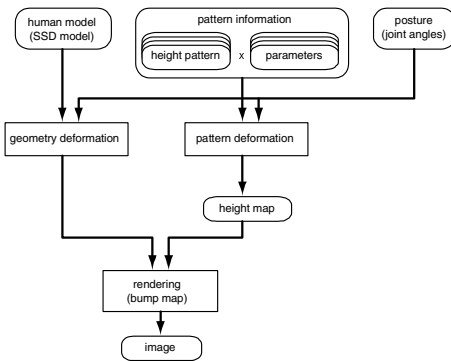 human model
(SSD model)
pattern information
height pattern x parameters
posture
(joint angles)
geometry deformation
pattern deformation
height map
rendering
(bump map)
image